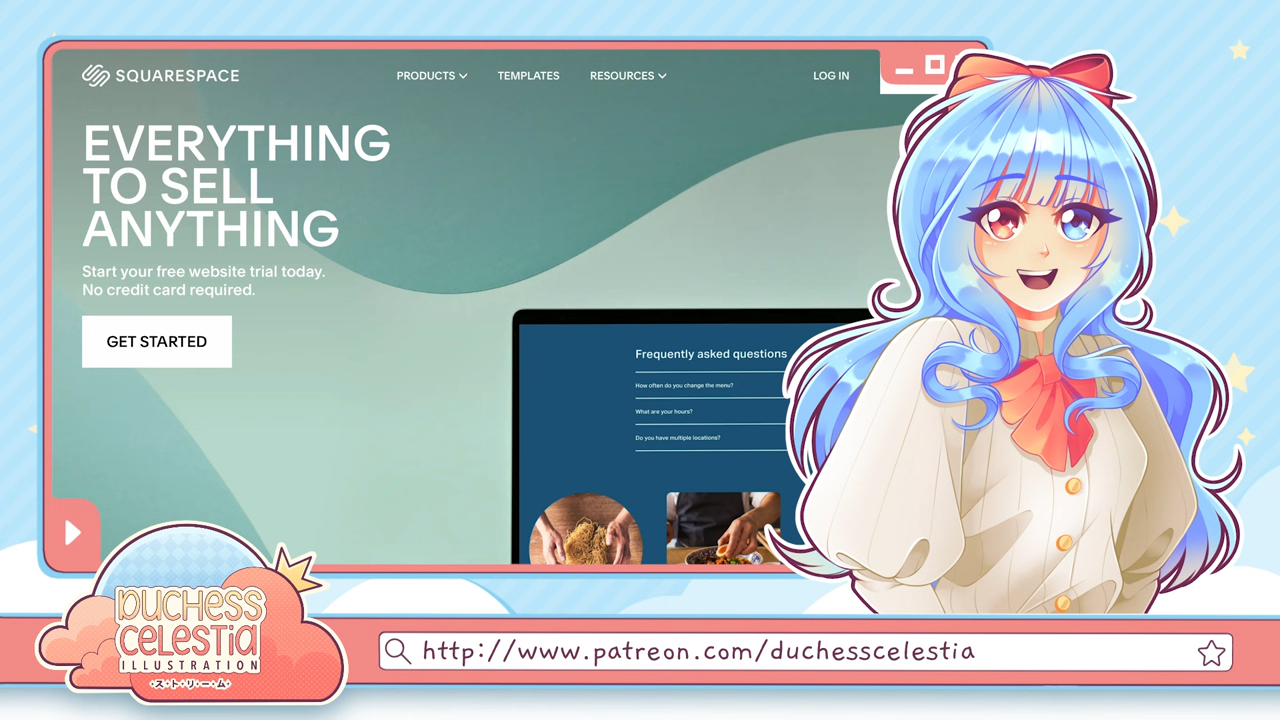 SQUARESPACE
PRODUCTS
TEMPLATES
RESOURCES
LOG IN
EVERYTHING
TO SELL
ANYTHING
Start your free website trial today.
No credit card required.
GET STARTED
Frequently asked questions
How often do you change the menu?
What are your hours?
Do you have multiple locations?
DUCHESS
CELESTIA
ILLUSTRATION
・ス・ト・リ・ー・ム・
http://www.patreon.com/duchesscelestia